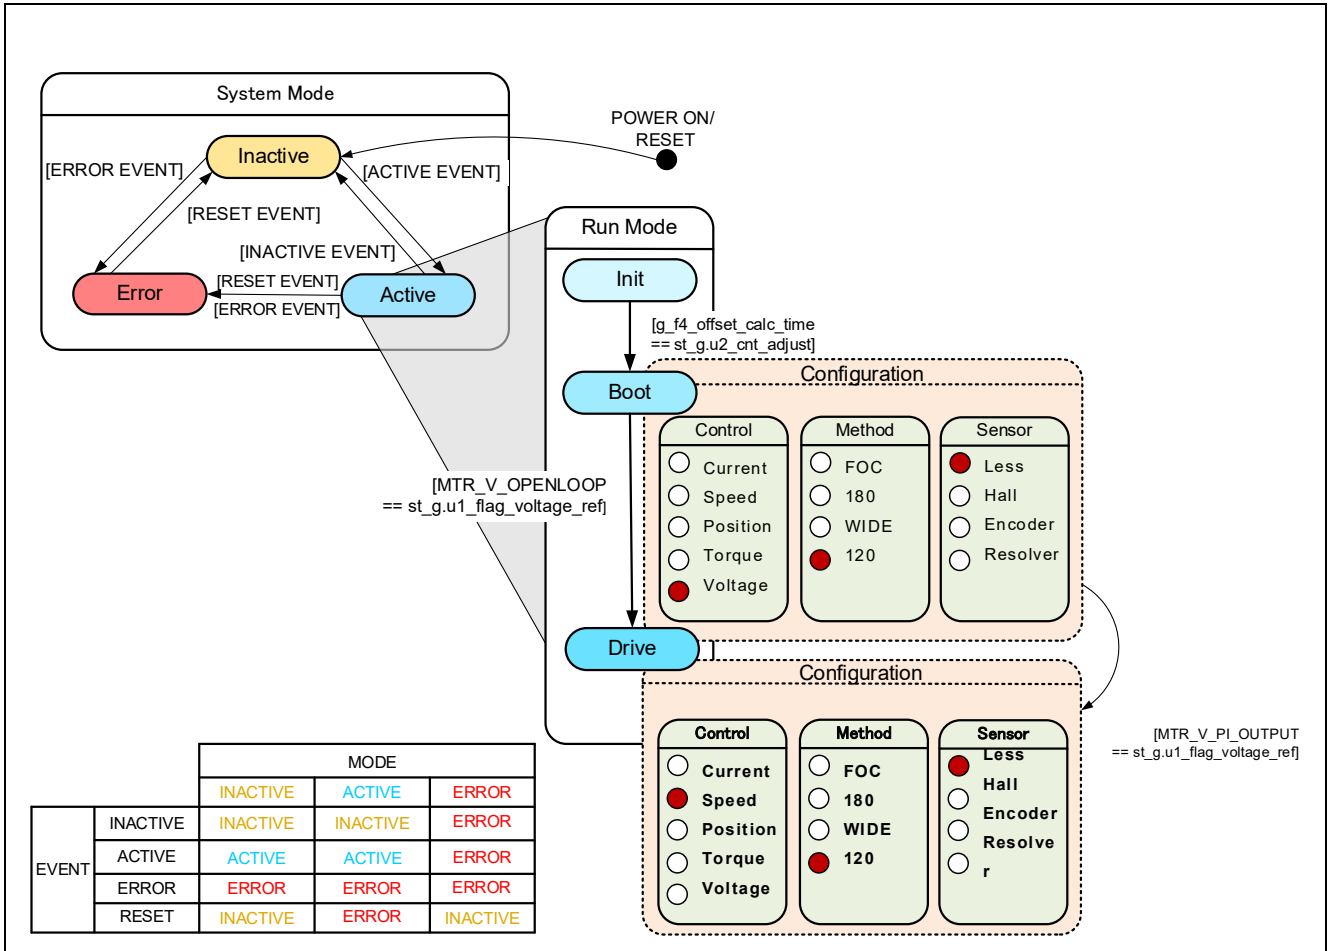 System Mode
POWER ON/
RESET
Inactive
[ERROR EVENT]
[ACTIVE EVENT]
[RESET EVENT]
[INACTIVE EVENT]
[RESET EVENT]
[ERROR EVENT]
Error
Active
Run Mode
Init
[g_f4_offset_calc_time
== st_g.u2_cnt_adjust]
Boot
Configuration
Control
Current
Speed
Position
Torque
Voltage
Method
FOC
180
WIDE
120
Sensor
Less
Hall
Encoder
Resolver
[MTR_V_OPENLOOP
== st_g.u1_flag_voltage_ref]
Drive
Configuration
Control
Current
Speed
Position
Torque
Voltage
Method
FOC
180
WIDE
120
Sensor
Less
Hall
Encoder
Resolve
r
[MTR_V_PI_OUTPUT
== st_g.u1_flag_voltage_ref]
MODE
INACTIVE ACTIVE ERROR
EVENT
INACTIVE INACTIVE INACTIVE ERROR
ACTIVE ACTIVE ACTIVE ERROR
ERROR ERROR ERROR ERROR
RESET INACTIVE ERROR INACTIVE